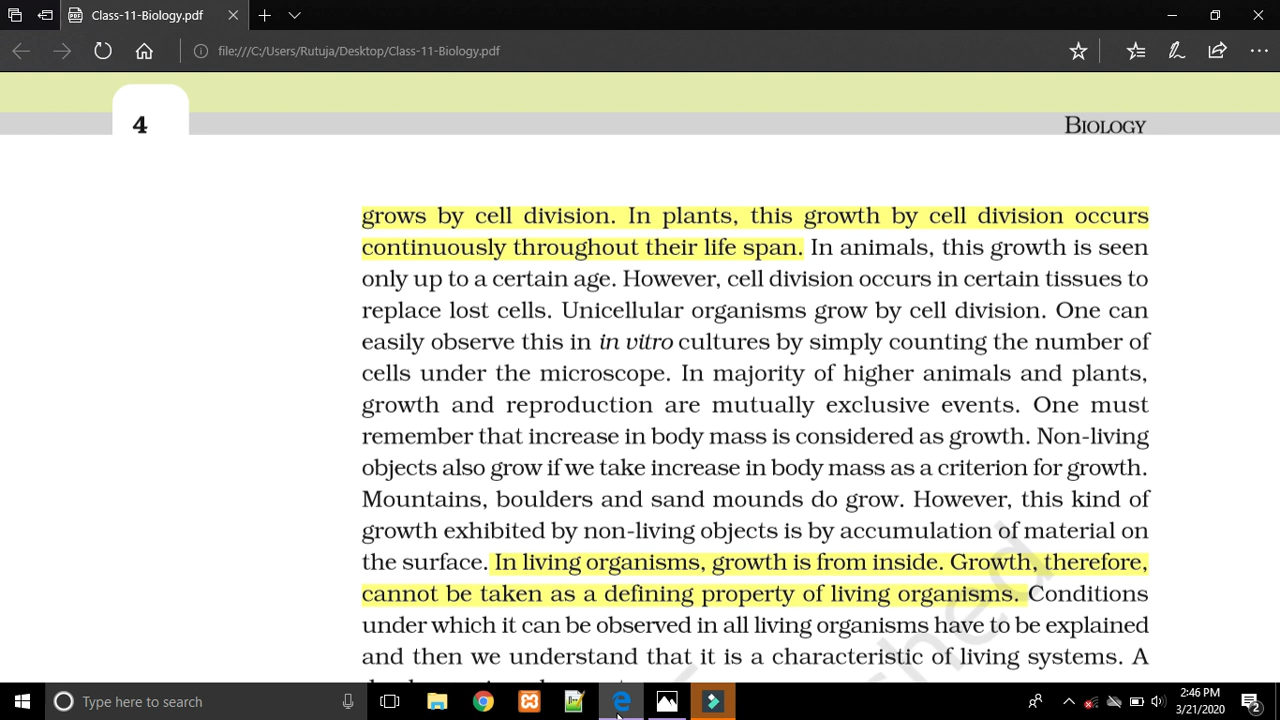 Class-11-Biology.pdf
file:///C:/Users/Rutuja/Desktop/Class-11-Biology.pdf
4
BIOLOGY
grows by cell division. In plants, this growth by cell division occurs
continuously throughout their life span. In animals, this growth is seen
only up to a certain age. However, cell division occurs in certain tissues to
replace lost cells. Unicellular organisms grow by cell division. One can
easily observe this in in vitro cultures by simply counting the number of
cells under the microscope. In majority of higher animals and plants,
growth and reproduction are mutually exclusive events. One must
remember that increase in body mass is considered as growth. Non-living
objects also grow if we take increase in body mass as a criterion for growth.
Mountains, boulders and sand mounds do grow. However, this kind of
growth exhibited by non-living objects is by accumulation of material on
the surface. In living organisms, growth is from inside. Growth, therefore,
cannot be taken as a defining property of living organisms. Conditions
under which it can be observed in all living organisms have to be explained
and then we understand that it is a characteristic of living systems. A
Type here to search
2:46 PM
3/21/2020
2